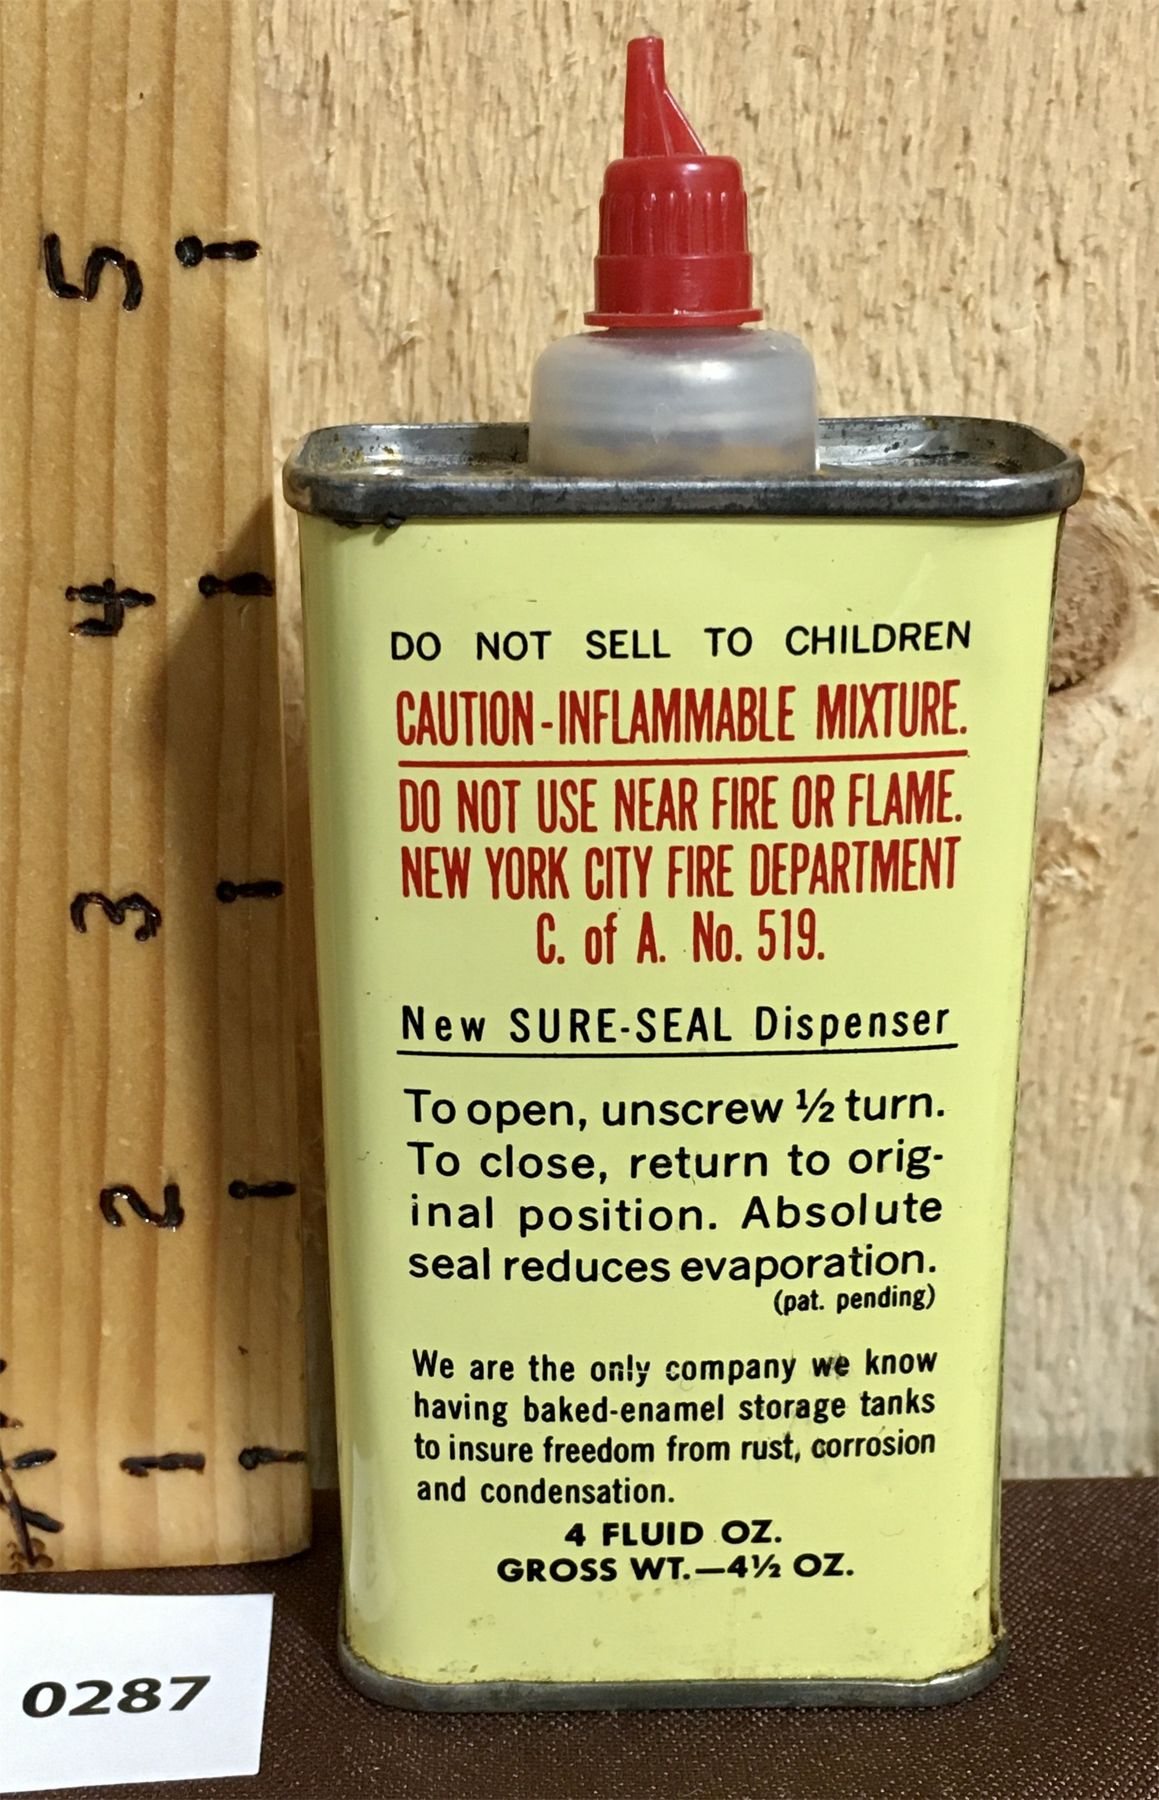 DO NOT SELL TO CHILDREN
CAUTION-INFLAMMABLE MIXTURE.
DO NOT USE NEAR FIRE OR FLAME.
NEW YORK CITY FIRE DEPARTMENT
C. of A. No. 519.
New SURE-SEAL Dispenser
To open, unscrew ½ turn.
To close, return to orig-
inal position. Absolute
seal reduces evaporation.
(pat. pending)
We are the only company we know
having baked-enamel storage tanks
to insure freedom from rust, corrosion
and condensation.
4 FLUID OZ.
GROSS WT.—4½ OZ.
5
4
3
2
1
0287